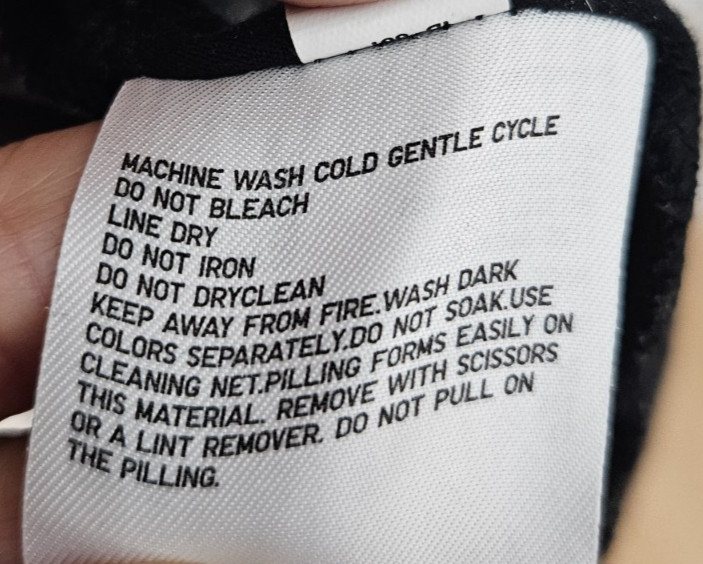 MACHINE WASH COLD GENTLE CYCLE
DO NOT BLEACH
LINE DRY
DO NOT IRON
DO NOT DRYCLEAN
KEEP AWAY FROM FIRE.WASH DARK
COLORS SEPARATELY.DO NOT SOAK.USE
CLEANING NET.PILLING FORMS EASILY ON
THIS MATERIAL. REMOVE WITH SCISSORS
OR A LINT REMOVER. DO NOT PULL ON
THE PILLING.